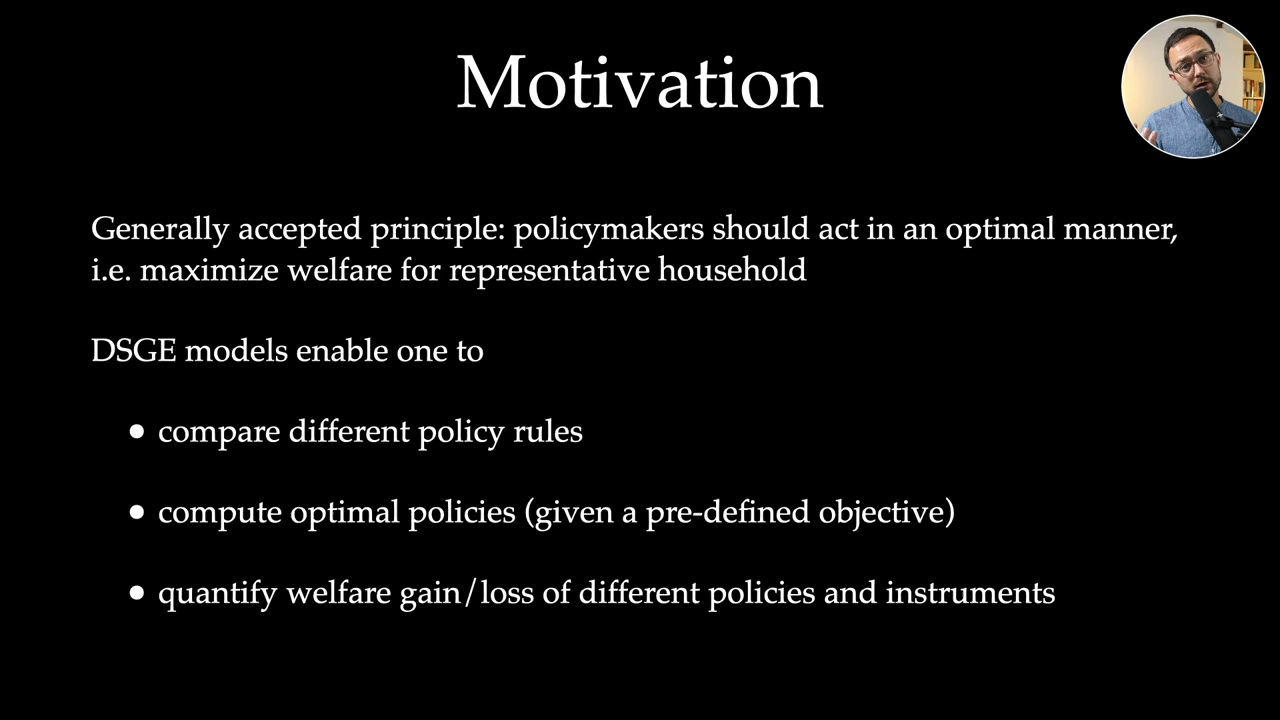 Motivation
Generally accepted principle: policymakers should act in an optimal manner,
i.e. maximize welfare for representative household
DSGE models enable one to
• compare different policy rules
• compute optimal policies (given a pre-defined objective)
• quantify welfare gain/loss of different policies and instruments